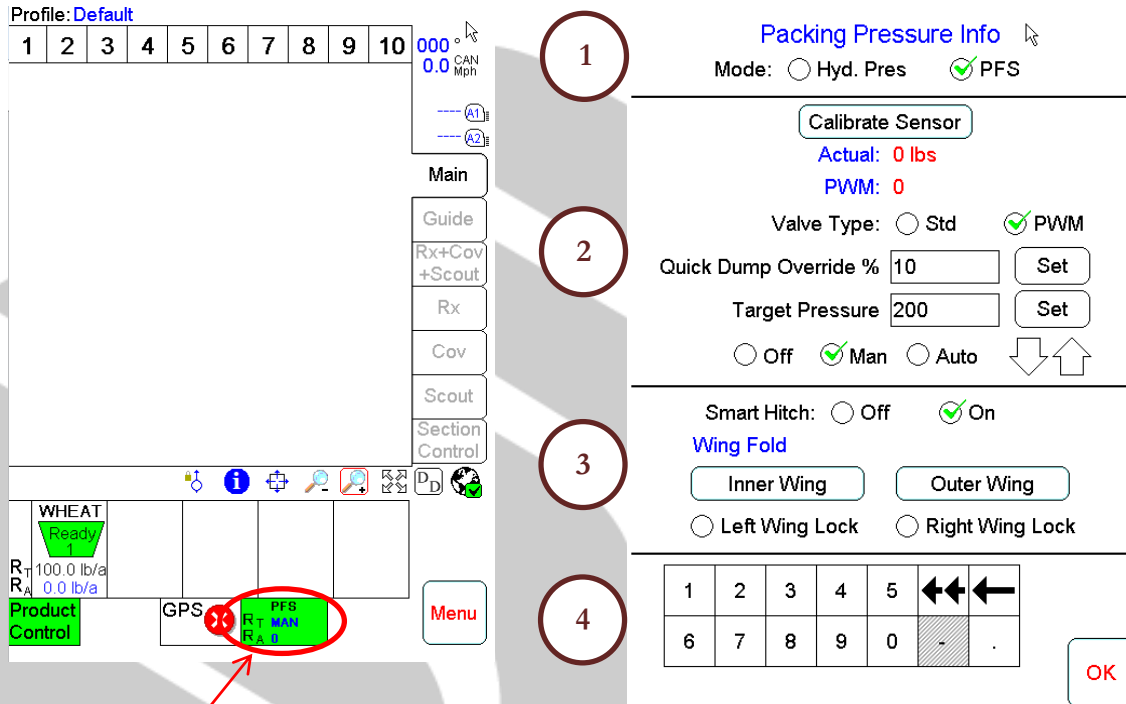 Profile: Default
1 2 3 4 5 6 7 8 9 10
000 °
0.0 CAN Mph
---- A1
---- A2
Main
Guide
Rx+Cov
+Scout
Rx
Cov
Scout
Section
Control
i
DD
WHEAT
Ready
1
RT 100.0 lb/a
RA 0.0 lb/a
Product
Control
GPS
PFS
RT MAN
RA 0
Menu
1
Packing Pressure Info
Mode: Hyd. Pres PFS
2
Calibrate Sensor
Actual: 0 lbs
PWM: 0
Valve Type: Std PWM
Quick Dump Override % 10 Set
Target Pressure 200 Set
Off Man Auto
3
Smart Hitch: Off On
Wing Fold
Inner Wing Outer Wing
Left Wing Lock Right Wing Lock
4
1 2 3 4 5
6 7 8 9 0 - .
OK